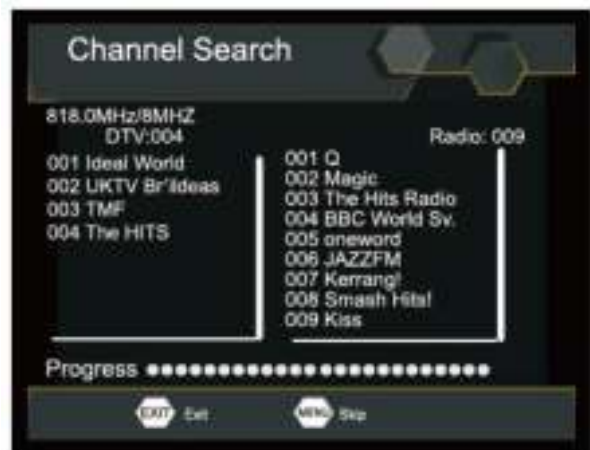 Channel Search
818.0MHz/8MHZ
DTV:004
Radio: 009
001 Ideal World
002 UKTV Br'Ideas
003 TMF
004 The HITS
001 Q
002 Magic
003 The Hits Radio
004 BBC World Sv.
005 oneword
006 JAZZFM
007 Kerrang!
008 Smash Hits!
009 Kiss
Progress
EXIT Exit
MENU Skip